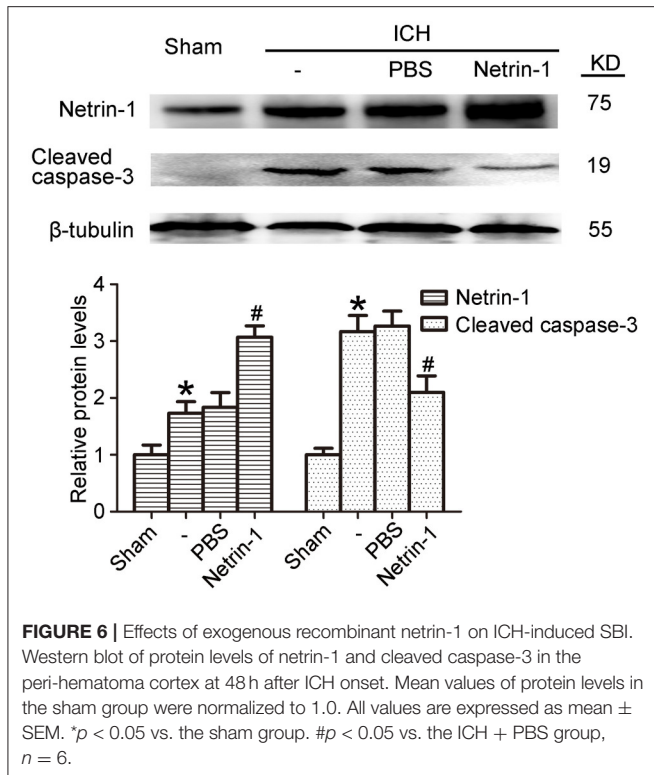 ICH
Sham - PBS Netrin-1 KD
Netrin-1 75
Cleaved
caspase-3 19
β-tubulin 55
Relative protein levels
4
3
2
1
0
* # * #
Netrin-1
Cleaved caspase-3
Sham - PBS Netrin-1 Sham - PBS Netrin-1
FIGURE 6 | Effects of exogenous recombinant netrin-1 on ICH-induced SBI.
Western blot of protein levels of netrin-1 and cleaved caspase-3 in the
peri-hematoma cortex at 48 h after ICH onset. Mean values of protein levels in
the sham group were normalized to 1.0. All values are expressed as mean ±
SEM. *p < 0.05 vs. the sham group. #p < 0.05 vs. the ICH + PBS group,
n = 6.